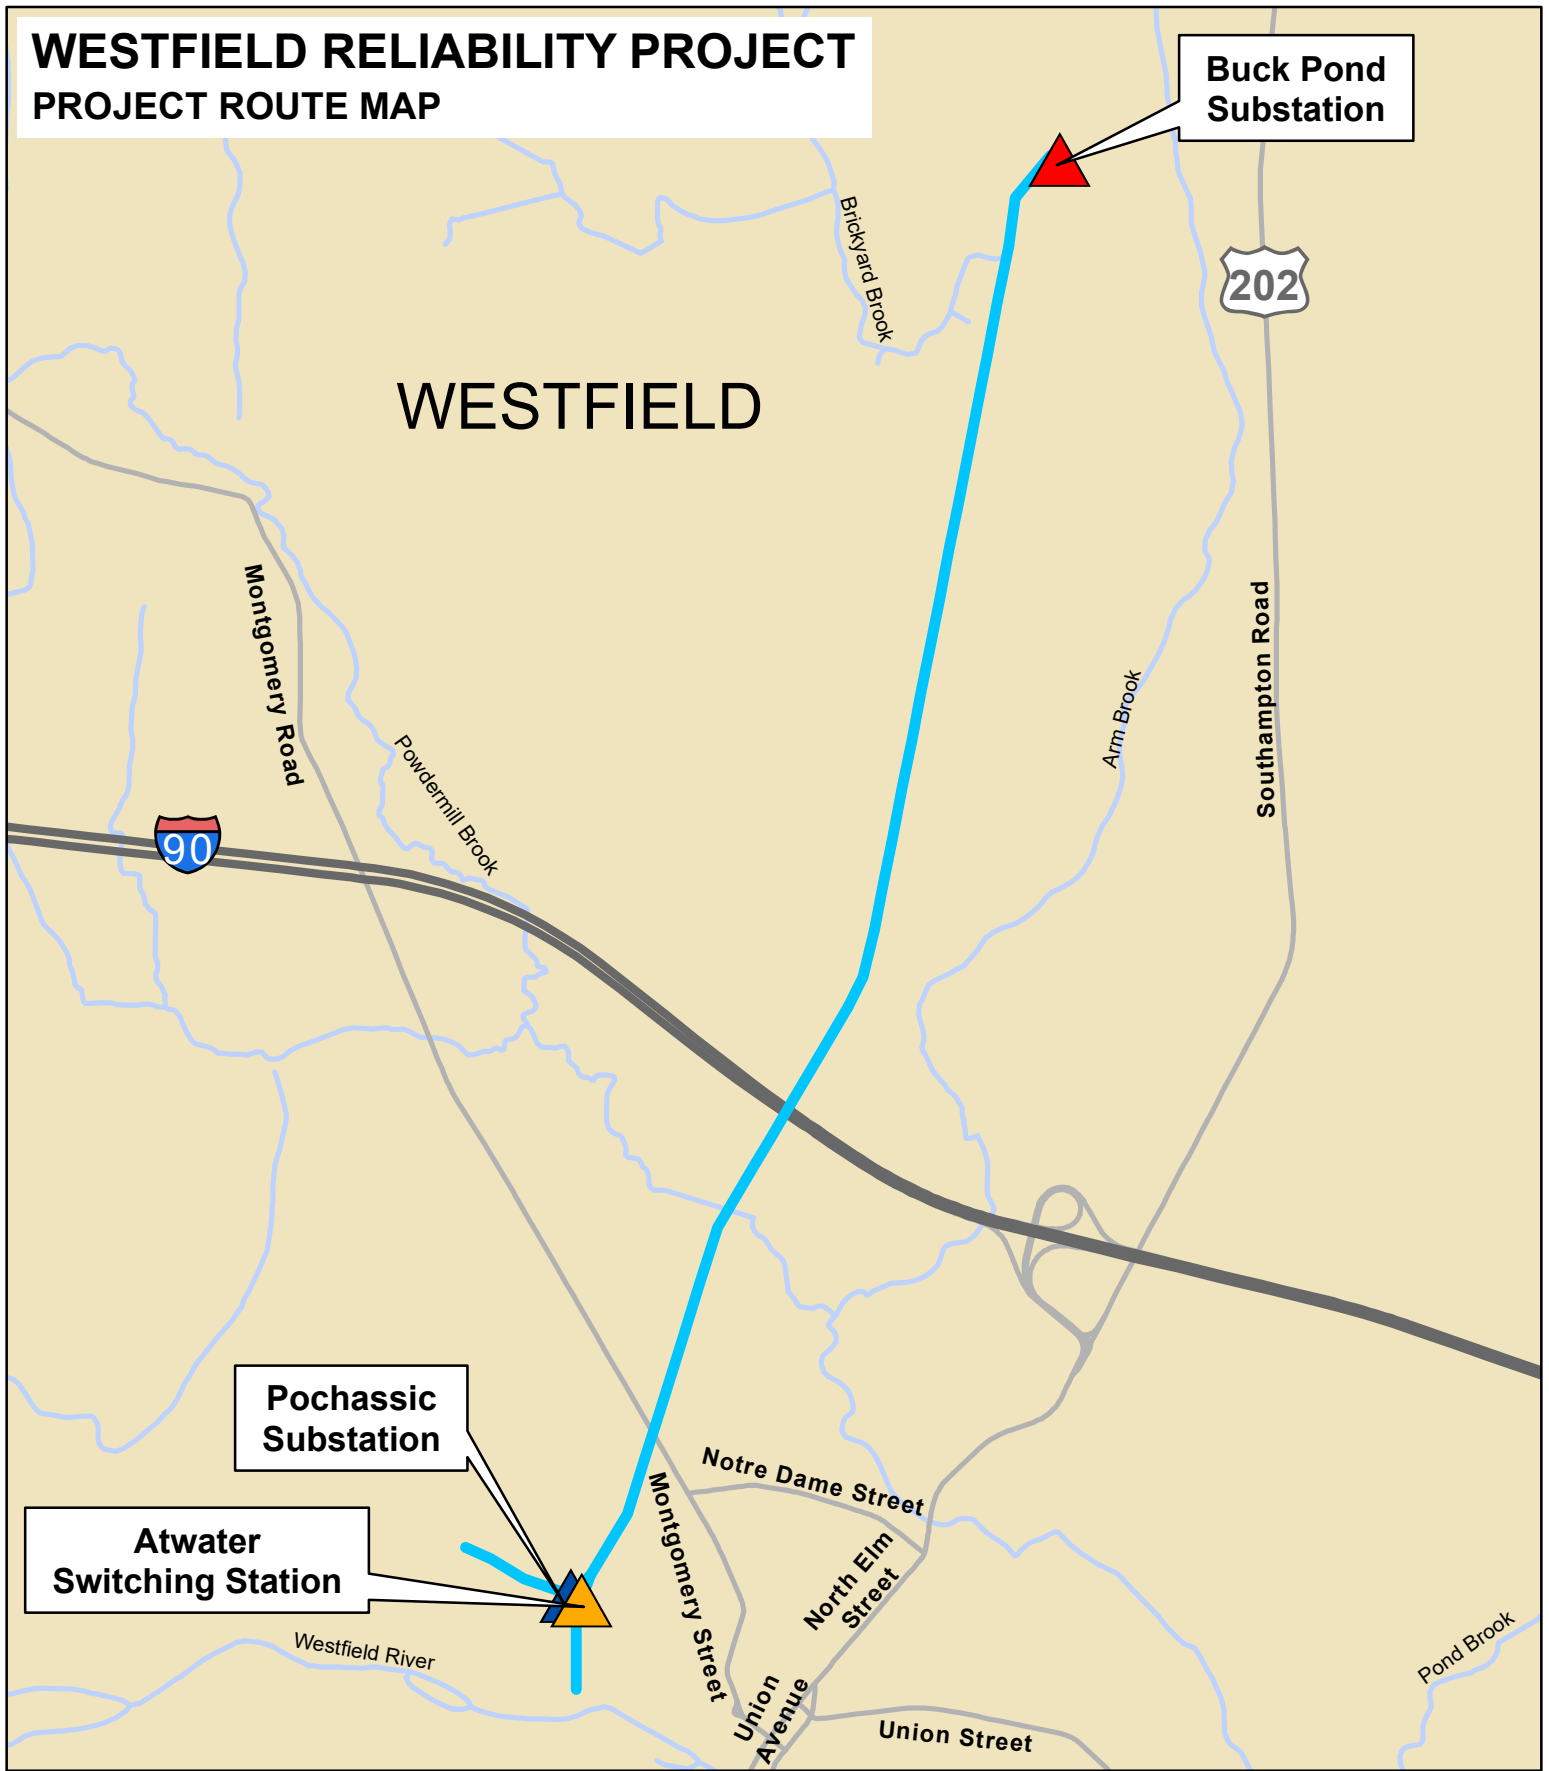 WESTFIELD RELIABILITY PROJECT
PROJECT ROUTE MAP
Buck Pond
Substation
Brickyard Brook
202
WESTFIELD
Montgomery Road
Southampton Road
Arm Brook
Powdermill Brook
90
Pochassic
Substation
Notre Dame Street
Montgomery Street
Atwater
Switching Station
North Elm
Street
Westfield River
Pond Brook
Union
Avenue
Union Street